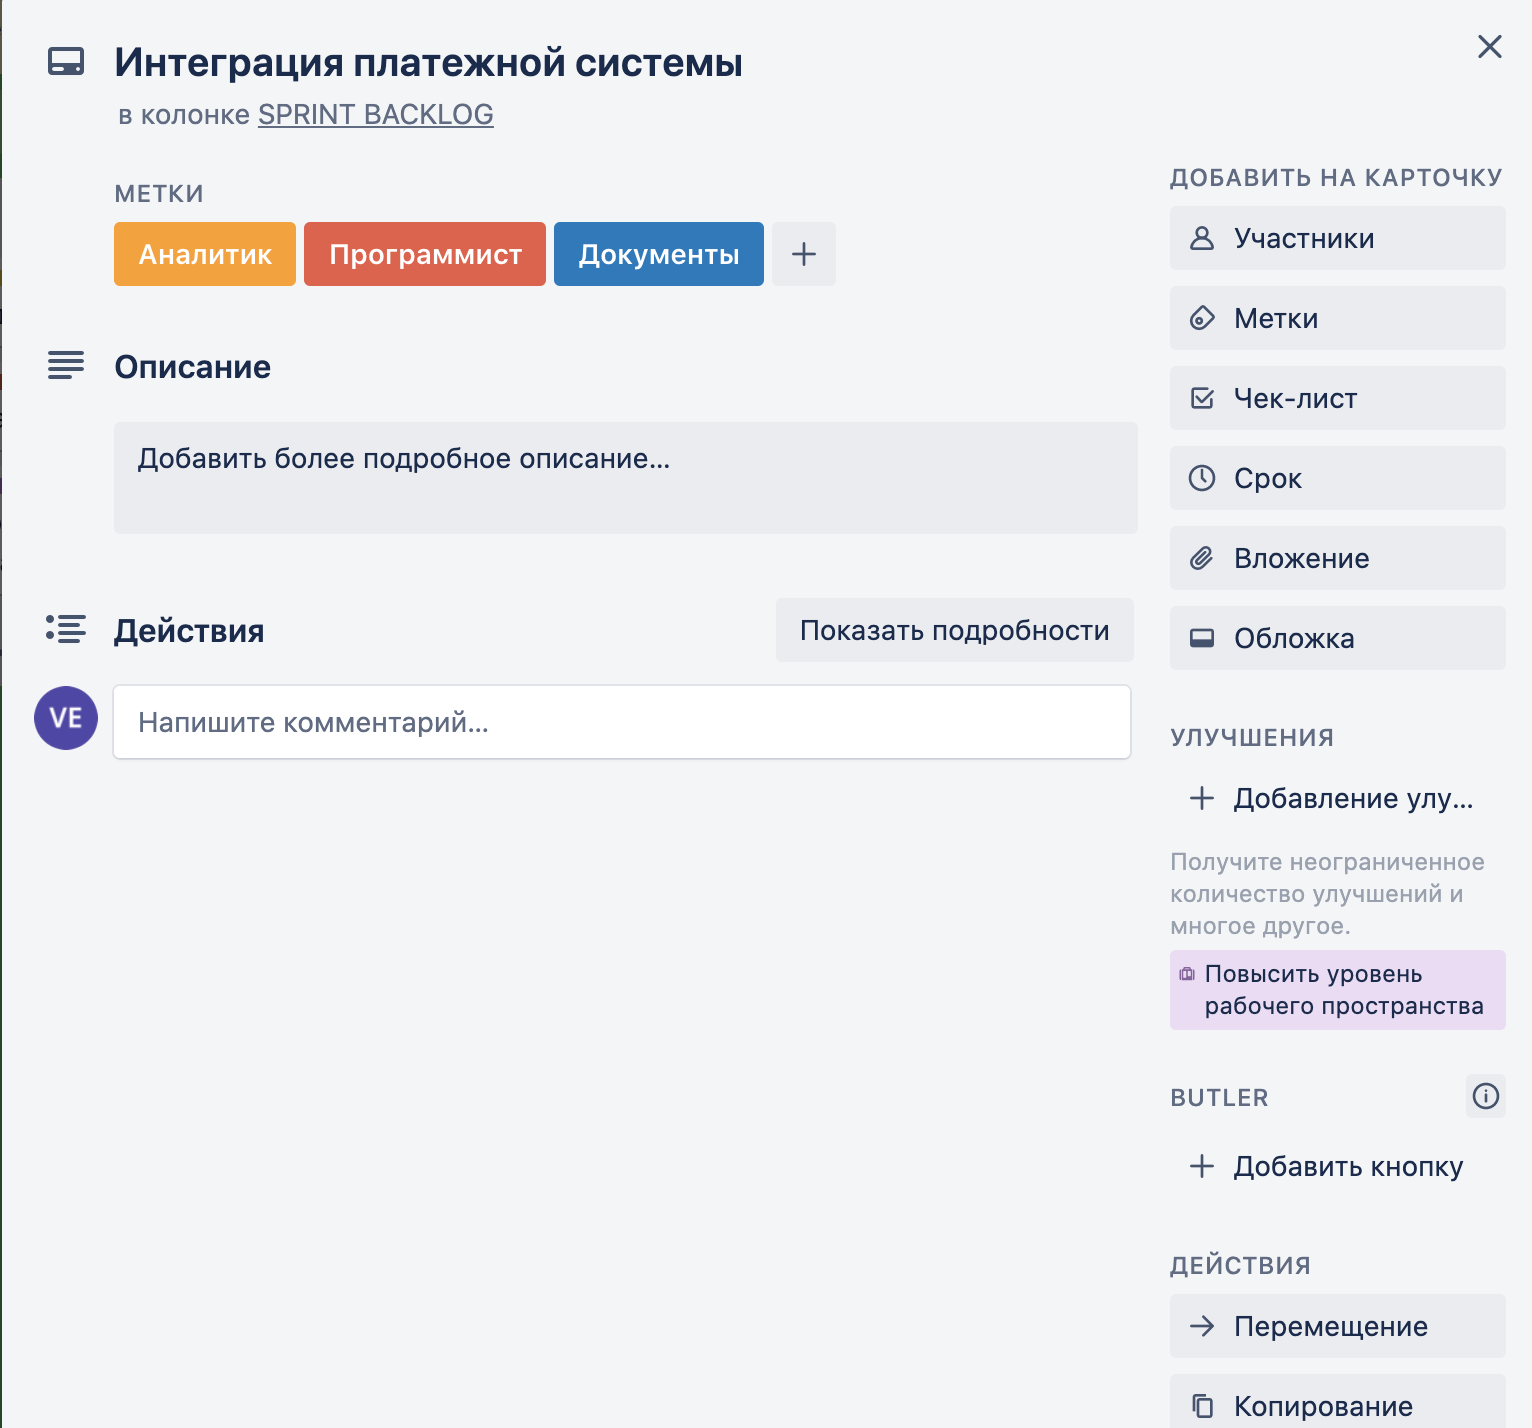 Интеграция платежной системы
в колонке SPRINT BACKLOG
МЕТКИ
Аналитик Программист Документы
Описание
Добавить более подробное описание...
Действия
Показать подробности
VE
Напишите комментарий...
ДОБАВИТЬ НА КАРТОЧКУ
Участники
Метки
Чек-лист
Срок
Вложение
Обложка
УЛУЧШЕНИЯ
Добавление улу...
Получите неограниченное
количество улучшений и
многое другое.
Повысить уровень
рабочего пространства
BUTLER
Добавить кнопку
ДЕЙСТВИЯ
Перемещение
Копирование